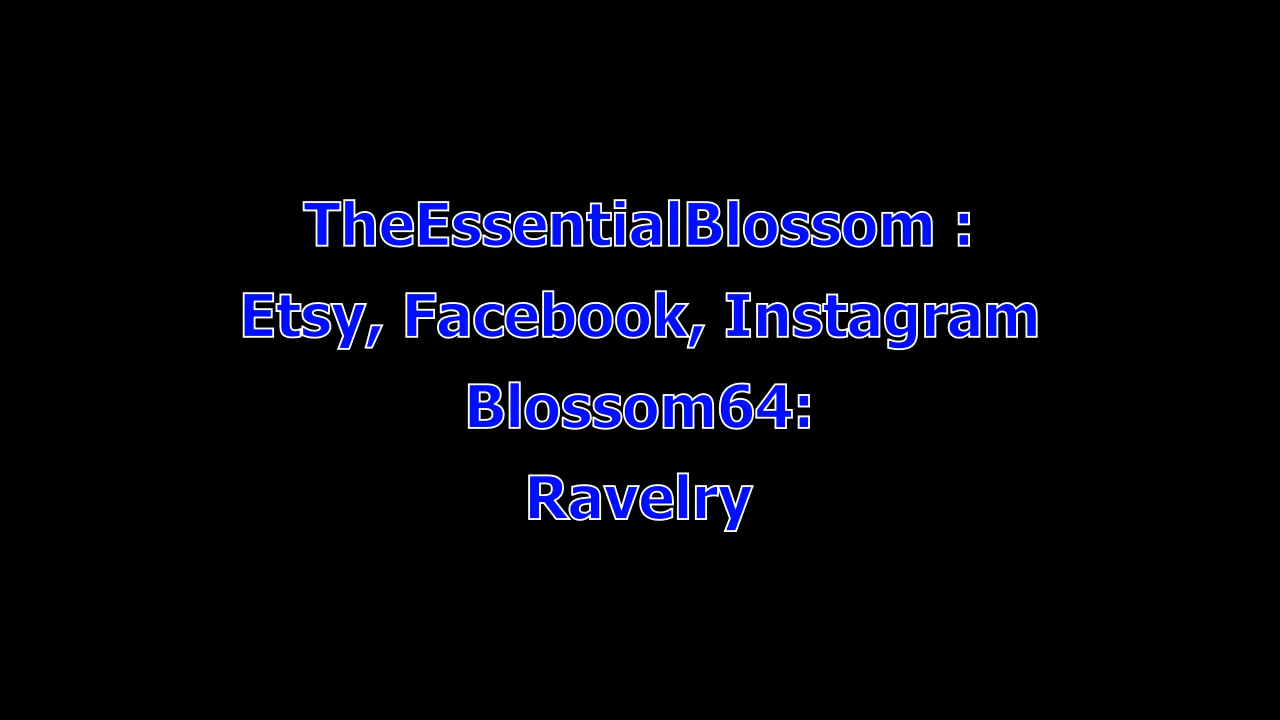 TheEssentialBlossom :
Etsy, Facebook, Instagram
Blossom64:
Ravelry